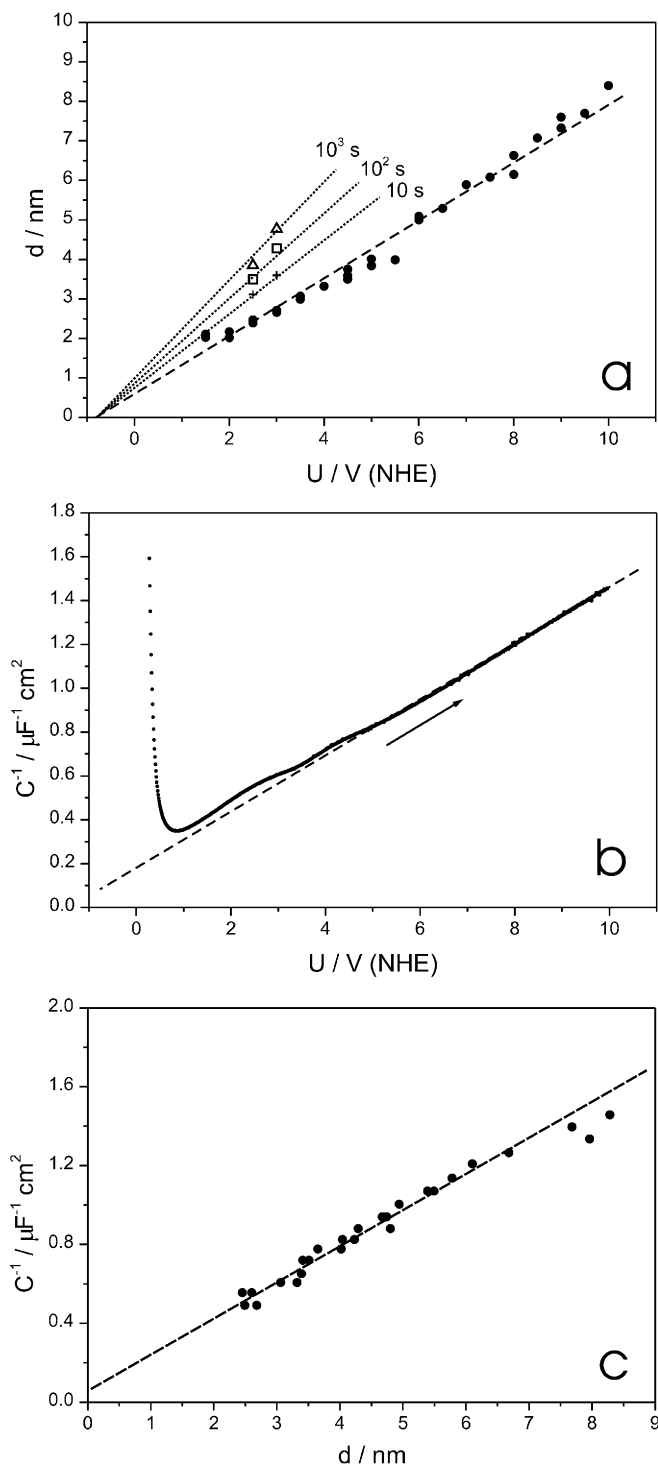 10
9
8
7
6
5
4
3
2
1
0
d / nm
10³ s
10² s
10 s
a
0 2 4 6 8 10
U / V (NHE)
1.8
1.6
1.4
1.2
1.0
0.8
0.6
0.4
0.2
0.0
C⁻¹ / μF⁻¹ cm²
b
0 2 4 6 8 10
U / V (NHE)
2.0
1.6
1.2
0.8
0.4
0.0
C⁻¹ / μF⁻¹ cm²
c
0 1 2 3 4 5 6 7 8 9
d / nm